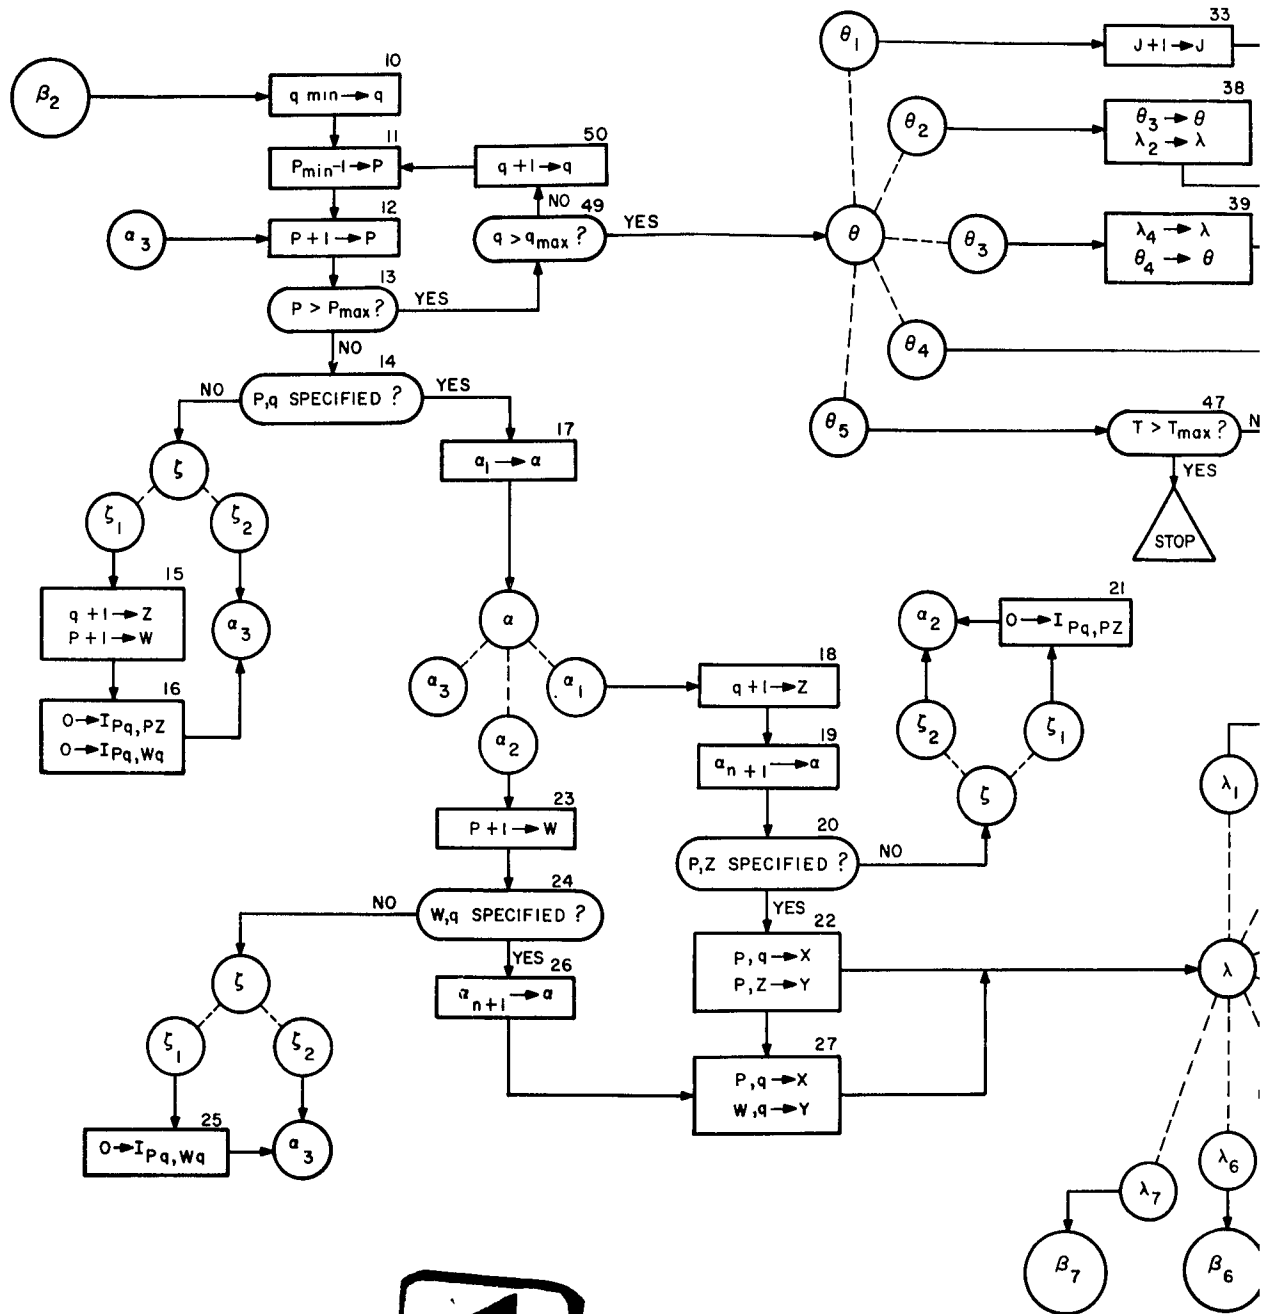 β2
10
q min → q
11
Pmin-1 → P
50
q + 1 → q
NO
12
α3
P + 1 → P
49
q > qmax ?
YES
13
P > Pmax ?
YES
NO
14
P,q SPECIFIED ?
NO
YES
17
α1 → α
ζ
ζ1
ζ2
15
q + 1 → Z
P + 1 → W
α3
16
0 → IPq,PZ
0 → IPq,Wq
θ1
33
J + 1 → J
θ2
38
θ3 → θ
λ2 → λ
θ
θ3
39
λ4 → λ
θ4 → θ
θ4
θ5
47
T > Tmax ?
N
YES
STOP
α
α3
α1
α2
18
q + 1 → Z
19
αn+1 → α
20
P,Z SPECIFIED ?
NO
YES
α2
21
0 → IPq,PZ
ζ2
ζ1
ζ
23
P + 1 → W
24
W,q SPECIFIED ?
NO
YES
26
αn+1 → α
22
P,q → X
P,Z → Y
27
P,q → X
W,q → Y
ζ
ζ1
ζ2
25
0 → IPq,Wq
α3
λ1
λ
λ7
λ6
β7
β6